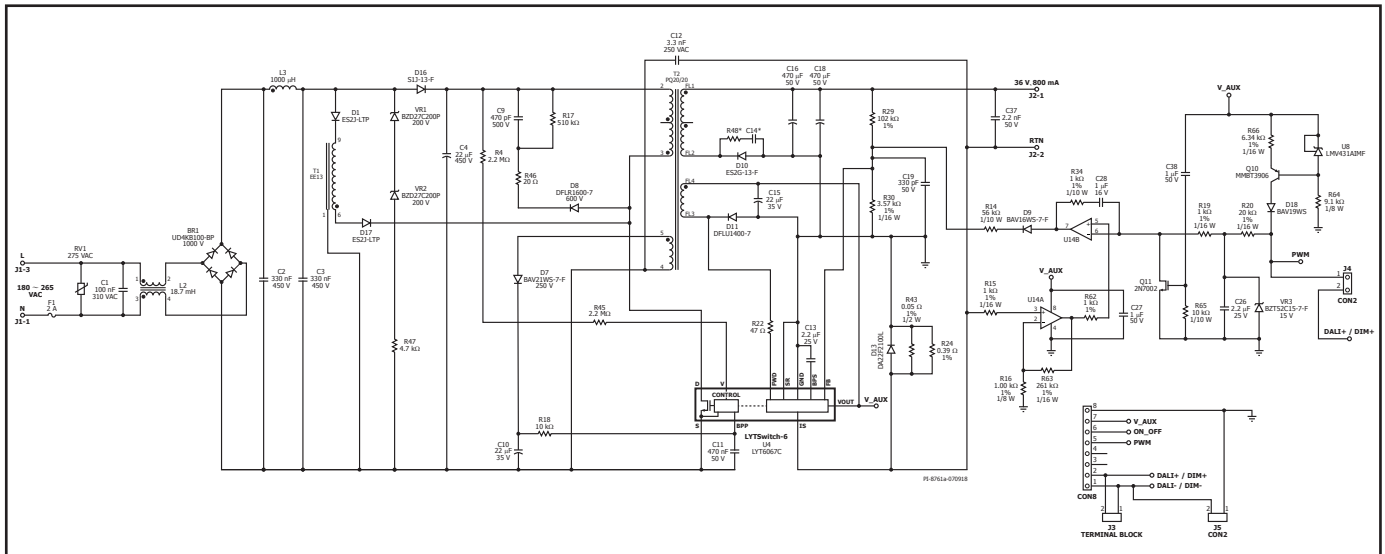 C12
3.3 nF
250 VAC
L3
1000 µH
D16
S1J-13-F
T2
PQ20/20
FL1
C16
470 µF
50 V
C18
470 µF
50 V
36 V, 800 mA
J2-1
V_AUX
D1
ES2J-LTP
VR1
BZD27C200P
200 V
C9
470 pF
500 V
R17
510 kΩ
R29
102 kΩ
1%
C37
2.2 nF
50 V
R66
6.34 kΩ
1%
1/16 W
U8
LMV431AIMF
R48*
C14*
RTN
J2-2
C4
22 µF
450 V
R4
2.2 MΩ
FL2
D10
ES2G-13-F
C38
1 µF
50 V
Q10
MMBT3906
T1
EE13
R46
20 Ω
D8
DFLR1600-7
600 V
FL4
C15
22 µF
35 V
C19
330 pF
50 V
R34
1 kΩ
1%
1/10 W
C28
1 µF
16 V
R64
9.1 kΩ
1/8 W
VR2
BZD27C200P
200 V
R30
3.57 kΩ
1%
1/16 W
D18
BAV19WS
FL3
D11
DFLU1400-7
R14
56 kΩ
1/10 W
D9
BAV16WS-7-F
U14B
R19
1 kΩ
1%
1/16 W
R20
20 kΩ
1%
1/16 W
D17
ES2J-LTP
BR1
UD4KB100-BP
1000 V
RV1
275 VAC
L
J1-3
PWM
180 ~ 265
VAC
C1
100 nF
310 VAC
L2
18.7 mH
C2
330 nF
450 V
C3
330 nF
450 V
D7
BAV21WS-7-F
250 V
V_AUX
Q11
2N7002
J4
CON2
F1
2 A
N
J1-1
R45
2.2 MΩ
R22
47 Ω
C13
2.2 µF
25 V
D13
DA22F2100L
R43
0.05 Ω
1%
1/2 W
R24
0.39 Ω
1%
R15
1 kΩ
1%
1/16 W
U14A
R62
1 kΩ
1%
C27
1 µF
50 V
R65
10 kΩ
1/10 W
C26
2.2 µF
25 V
VR3
BZT52C15-7-F
15 V
DALI+ / DIM+
R47
4.7 kΩ
R16
1.00 kΩ
1%
1/8 W
R63
261 kΩ
1%
1/16 W
D
V
FWD
SR
GND
BPS
FB
CONTROL
VOUT
V_AUX
S
BPP
IS
LYTSwitch-6
U4
LYT6067C
R18
10 kΩ
C10
22 µF
35 V
C11
470 nF
50 V
PI-8761a-070918
8
7
6
5
4
3
2
1
V_AUX
ON_OFF
PWM
DALI+ / DIM+
DALI- / DIM-
CON8
2 1
J3
TERMINAL BLOCK
2 1
J5
CON2